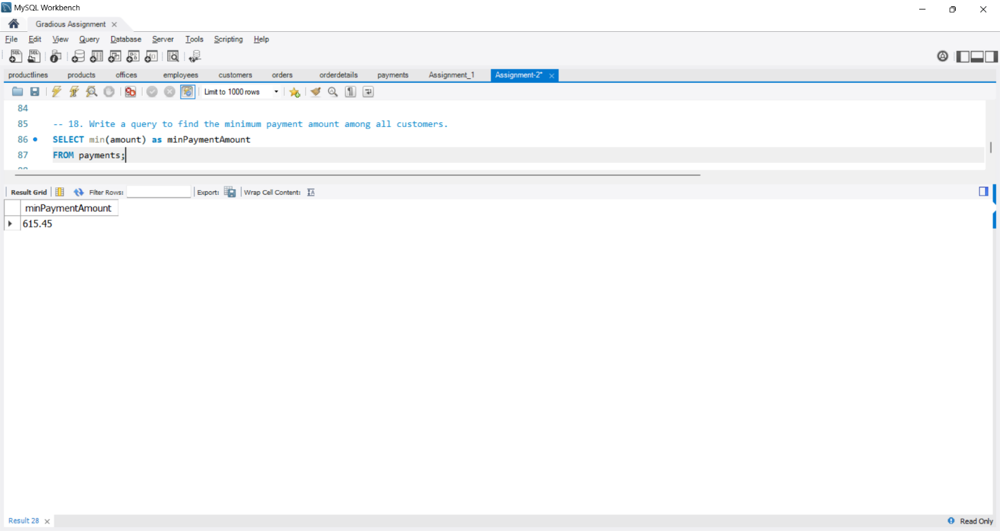 MySQL Workbench
Gradious Assignment
File Edit View Query Database Server Tools Scripting Help
productlines products offices employees customers orders orderdetails payments Assignment_1 Assignment-2*
Limit to 1000 rows
84
85 -- 18. Write a query to find the minimum payment amount among all customers.
86 SELECT min(amount) as minPaymentAmount
87 FROM payments;
Result Grid Filter Rows: Export: Wrap Cell Content:
minPaymentAmount
615.45
Result 28 Read Only